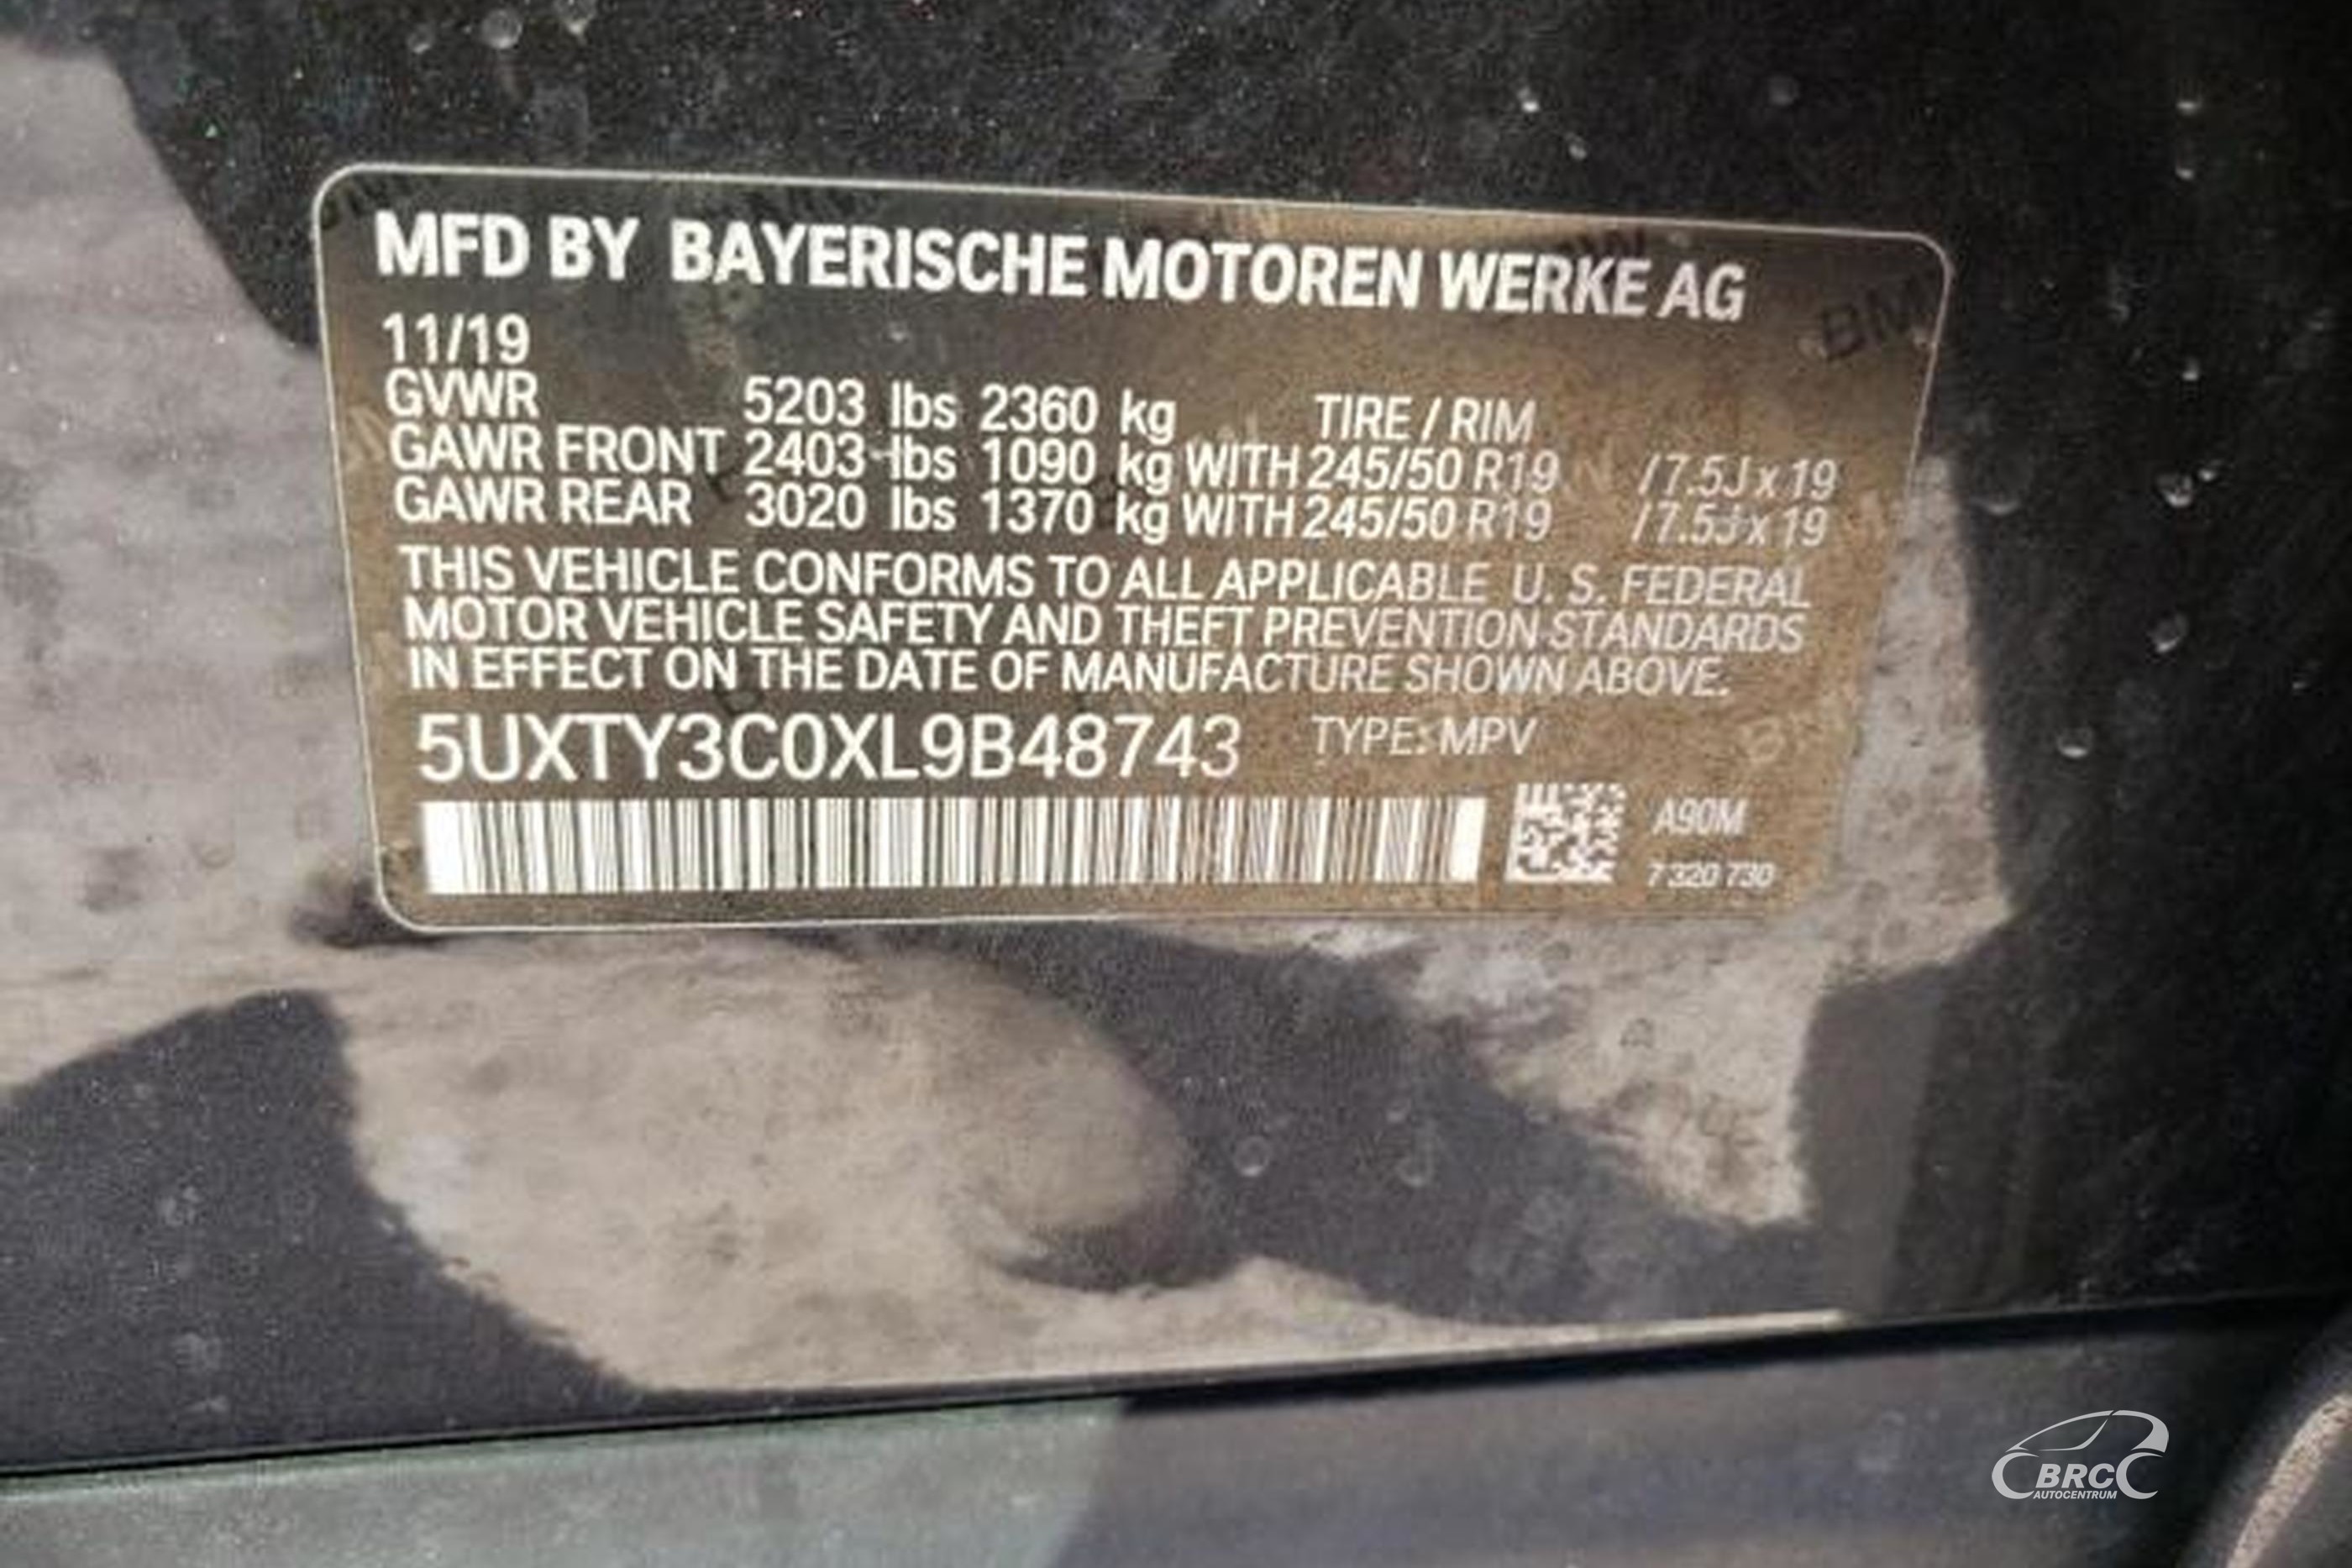 MFD BY BAYERISCHE MOTOREN WERKE AG
11/19
GVWR 5203 lbs 2360 kg TIRE / RIM
GAWR FRONT 2403 lbs 1090 kg WITH 245/50 R19 / 7.5J x 19
GAWR REAR 3020 lbs 1370 kg WITH 245/50 R19 / 7.5J x 19
THIS VEHICLE CONFORMS TO ALL APPLICABLE U. S. FEDERAL
MOTOR VEHICLE SAFETY AND THEFT PREVENTION STANDARDS
IN EFFECT ON THE DATE OF MANUFACTURE SHOWN ABOVE.
5UXTY3C0XL9B48743 TYPE: MPV
A90M
7 320 730
BRC
AUTOCENTRUM